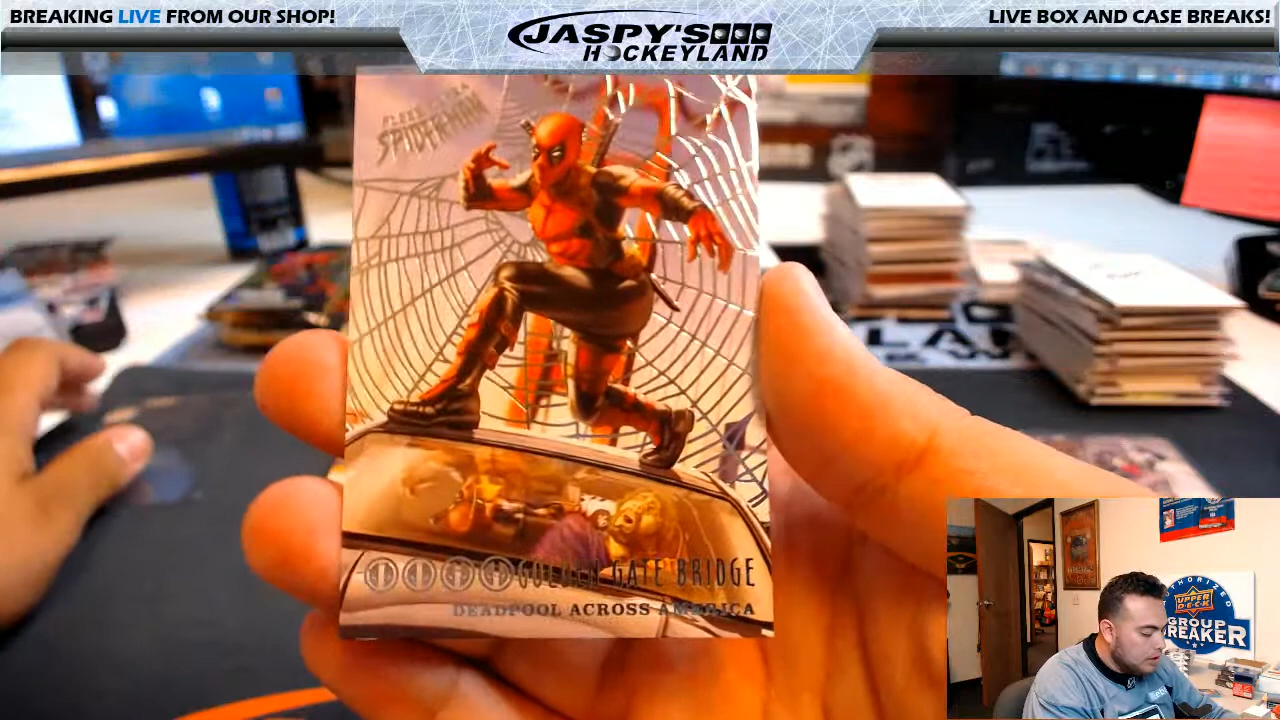 BREAKING LIVE FROM OUR SHOP!
JASPY'S
HOCKEYLAND
LIVE BOX AND CASE BREAKS!
SPIDER-MAN
GOLDEN GATE BRIDGE
DEADPOOL ACROSS AMERICA
AUTHORIZED
UPPER
DECK
GROUP
BREAKER